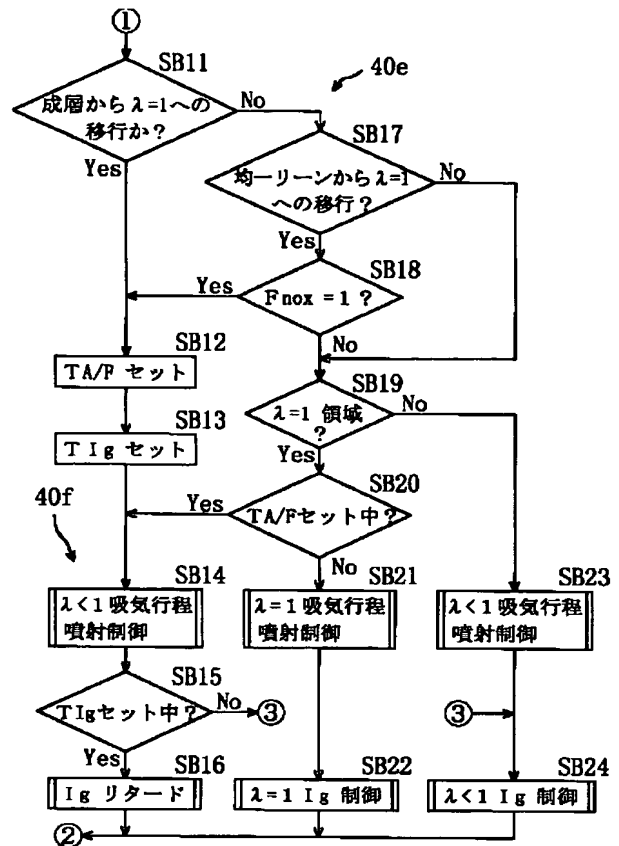 ①
SB11
40e
成層からλ=1への
移行か?
No
SB17
Yes
均一リーンからλ=1
への移行?
No
Yes
SB18
Yes
Fnox =1 ?
No
SB12
TA/F セット
SB19
SB13
λ=1 領域
?
No
TIg セット
Yes
SB20
40f
Yes
TA/Fセット中?
No
SB14
SB21
SB23
λ<1吸気行程
噴射制御
λ=1吸気行程
噴射制御
λ<1吸気行程
噴射制御
SB15
TIgセット中?
No
③
③
Yes
SB16
SB22
SB24
Ig リタード
λ=1 Ig 制御
λ<1 Ig 制御
②